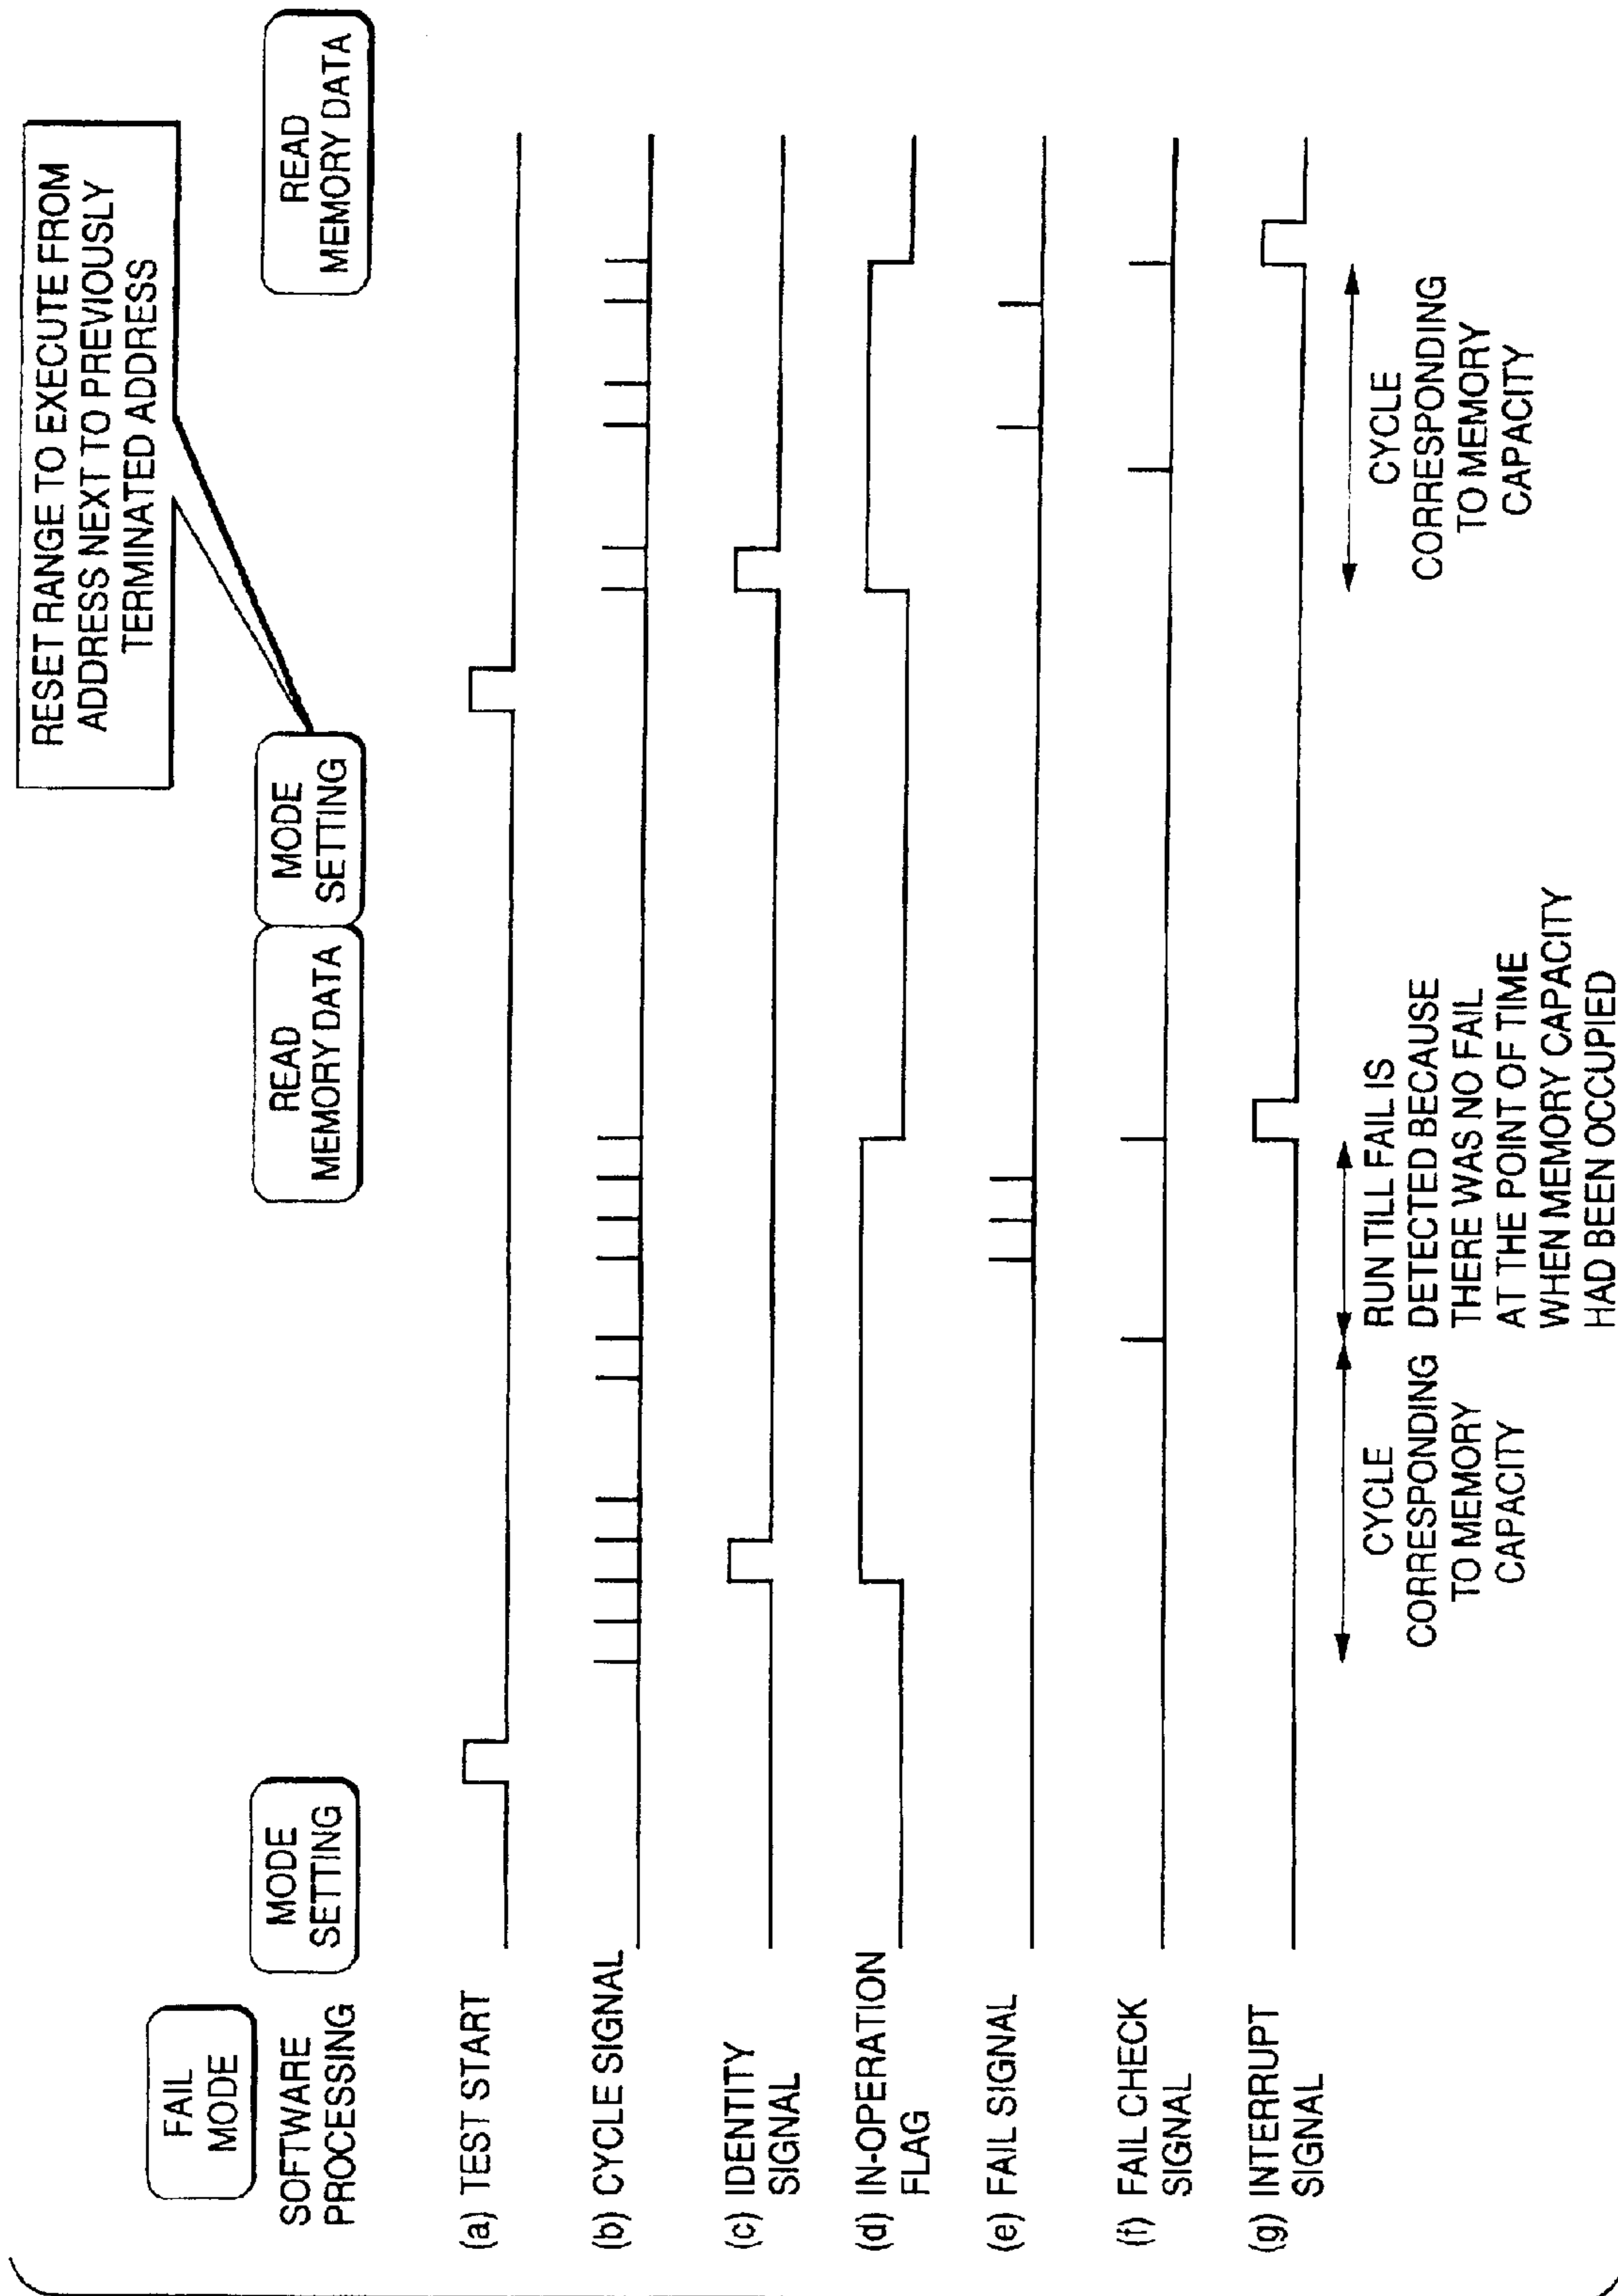 FAIL
MODE
RESET RANGE TO EXECUTE FROM
ADDRESS NEXT TO PREVIOUSLY
TERMINATED ADDRESS
SOFTWARE
PROCESSING
MODE
SETTING
READ
MEMORY DATA
MODE
SETTING
READ
MEMORY DATA
(a) TEST START
(b) CYCLE SIGNAL
(c) IDENTITY
SIGNAL
(d) IN-OPERATION
FLAG
(e) FAIL SIGNAL
(f) FAIL CHECK
SIGNAL
(g) INTERRUPT
SIGNAL
CYCLE
CORRESPONDING
TO MEMORY
CAPACITY
RUN TILL FAIL IS
DETECTED BECAUSE
THERE WAS NO FAIL
AT THE POINT OF TIME
WHEN MEMORY CAPACITY
HAD BEEN OCCUPIED
CYCLE
CORRESPONDING
TO MEMORY
CAPACITY